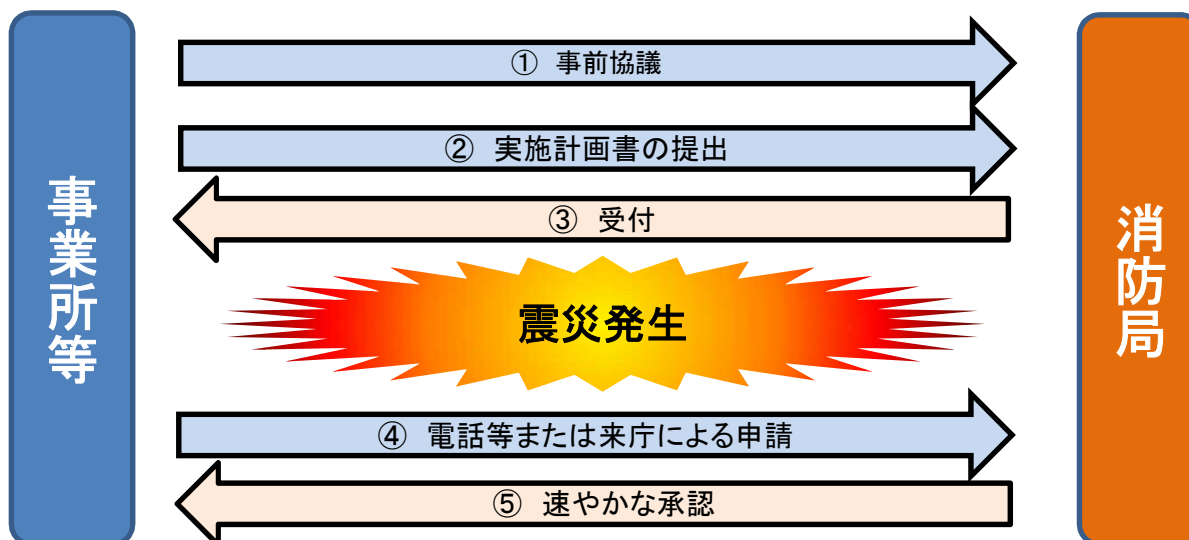 事業所等
① 事前協議
② 実施計画書の提出
③ 受付
震災発生
④ 電話等または来庁による申請
⑤ 速やかな承認
消防局